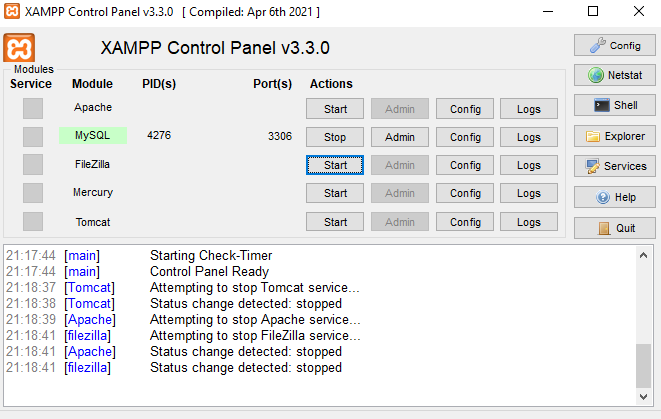 XAMPP Control Panel v3.3.0 [ Compiled: Apr 6th 2021 ]
XAMPP Control Panel v3.3.0
Config
Modules
Service Module PID(s) Port(s) Actions
Netstat
Apache Start Admin Config Logs
Shell
MySQL 4276 3306 Stop Admin Config Logs
Explorer
FileZilla Start Admin Config Logs
Services
Mercury Start Admin Config Logs
Help
Tomcat Start Admin Config Logs
Quit
21:17:44 [main] Starting Check-Timer
21:17:44 [main] Control Panel Ready
21:18:37 [Tomcat] Attempting to stop Tomcat service...
21:18:38 [Tomcat] Status change detected: stopped
21:18:39 [Apache] Attempting to stop Apache service...
21:18:41 [filezilla] Attempting to stop FileZilla service...
21:18:41 [Apache] Status change detected: stopped
21:18:41 [filezilla] Status change detected: stopped